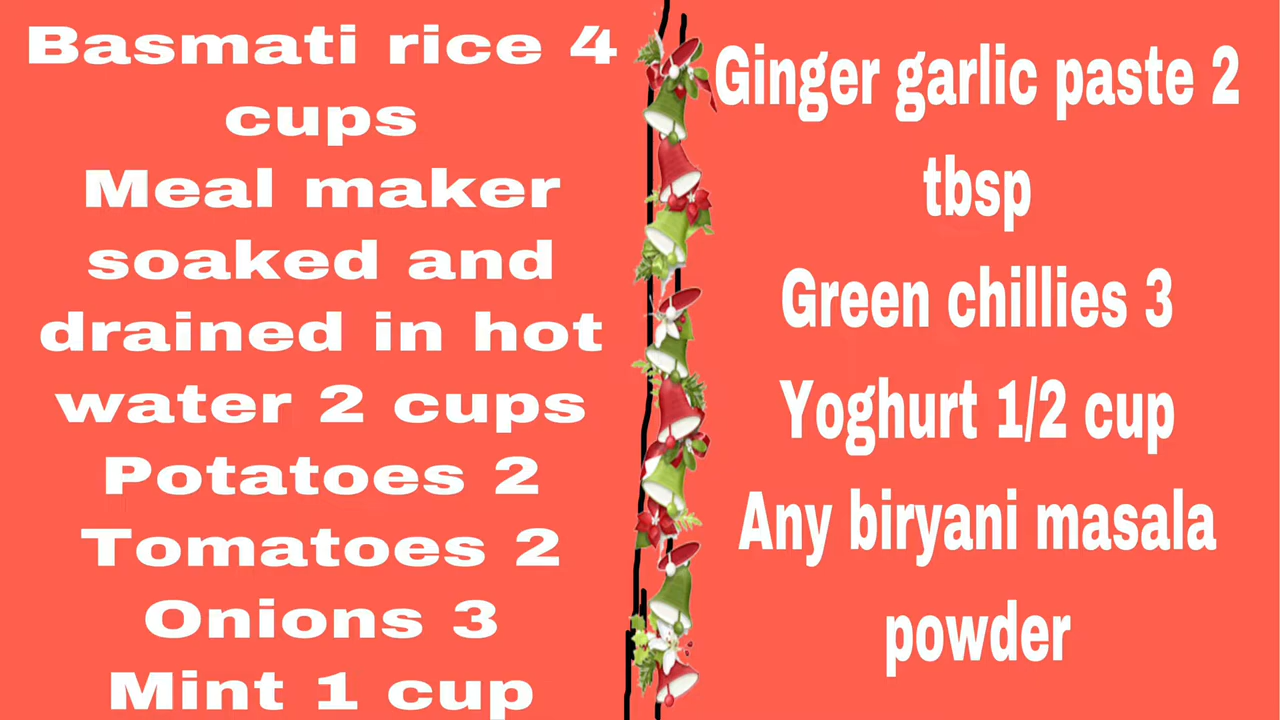 Basmati rice 4
cups
Meal maker
soaked and
drained in hot
water 2 cups
Potatoes 2
Tomatoes 2
Onions 3
Mint 1 cup
Ginger garlic paste 2
tbsp
Green chillies 3
Yoghurt 1/2 cup
Any biryani masala
powder